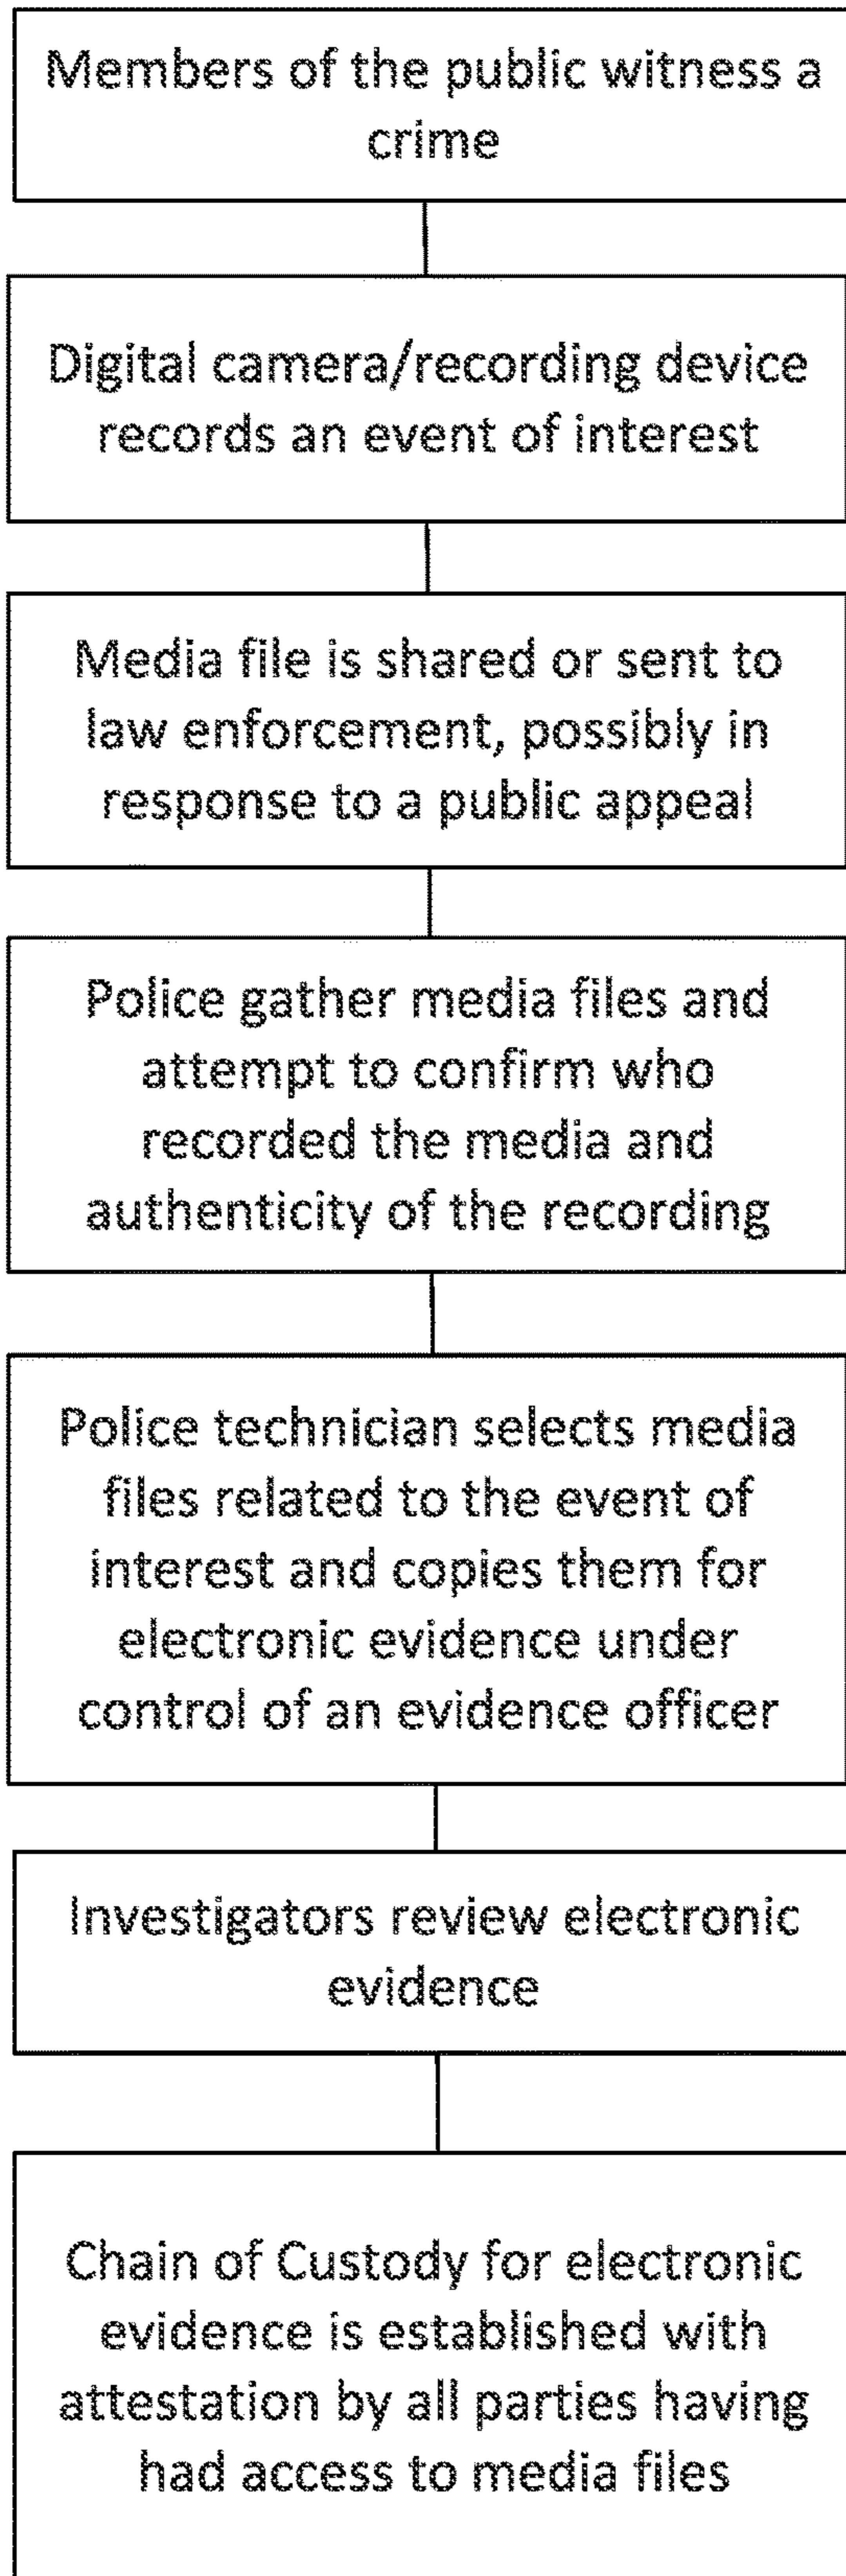 Members of the public witness a
crime
Digital camera/recording device
records an event of interest
Media file is shared or sent to
law enforcement, possibly in
response to a public appeal
Police gather media files and
attempt to confirm who
recorded the media and
authenticity of the recording
Police technician selects media
files related to the event of
interest and copies them for
electronic evidence under
control of an evidence officer
Investigators review electronic
evidence
Chain of Custody for electronic
evidence is established with
attestation by all parties having
had access to media files